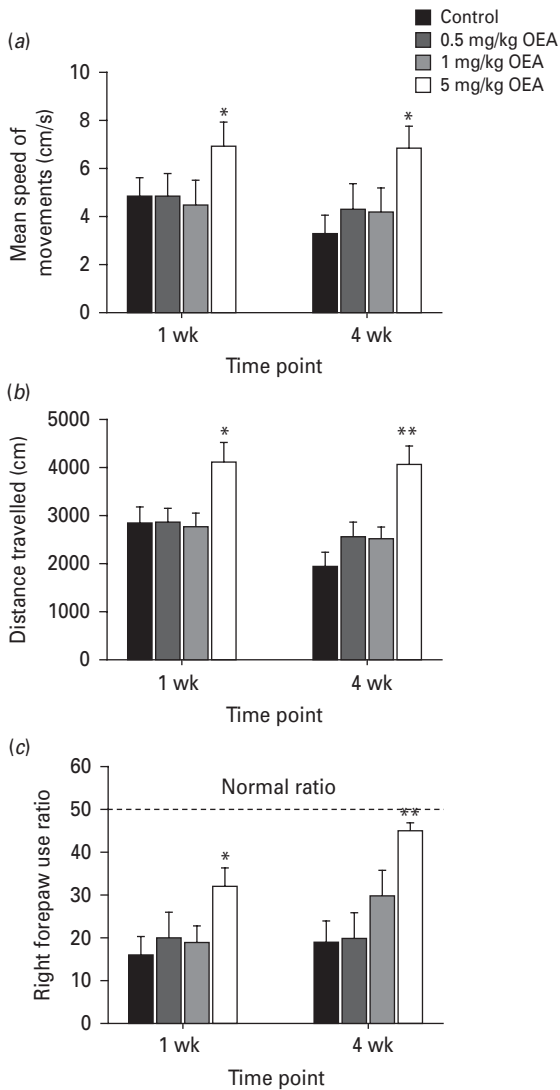 Control
0.5 mg/kg OEA
1 mg/kg OEA
5 mg/kg OEA
(a)
Mean speed of
movements (cm/s)
10
8
6
4
2
0
*
*
1 wk
4 wk
Time point
(b)
Distance travelled (cm)
5000
4000
3000
2000
1000
0
*
**
1 wk
4 wk
Time point
(c)
Right forepaw use ratio
60
50
40
30
20
10
0
Normal ratio
*
**
1 wk
4 wk
Time point